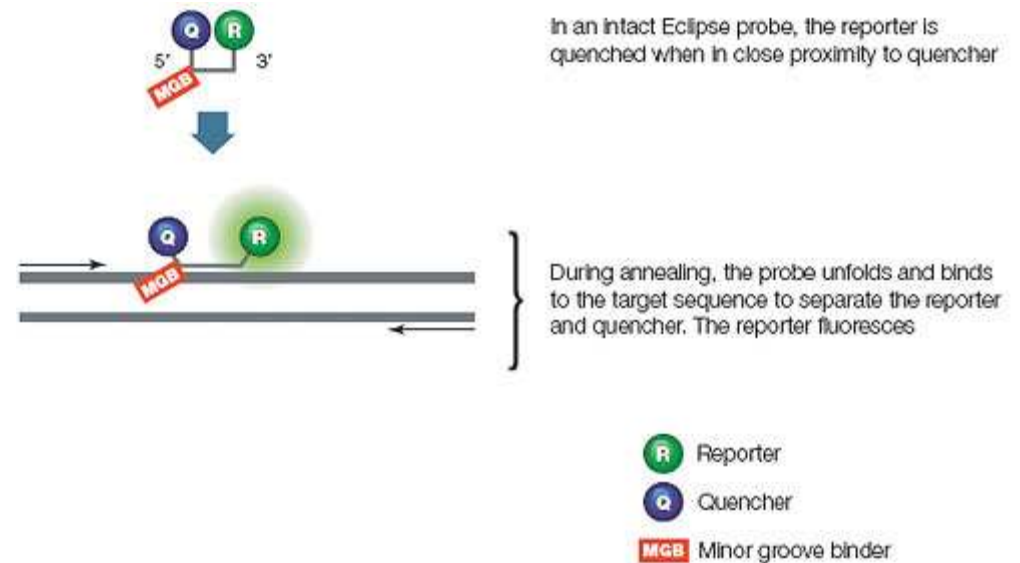 Q R
5' 3'
MGB
In an intact Eclipse probe, the reporter is
quenched when in close proximity to quencher
Q R
MGB
During annealing, the probe unfolds and binds
to the target sequence to separate the reporter
and quencher. The reporter fluoresces
R Reporter
Q Quencher
MGB Minor groove binder